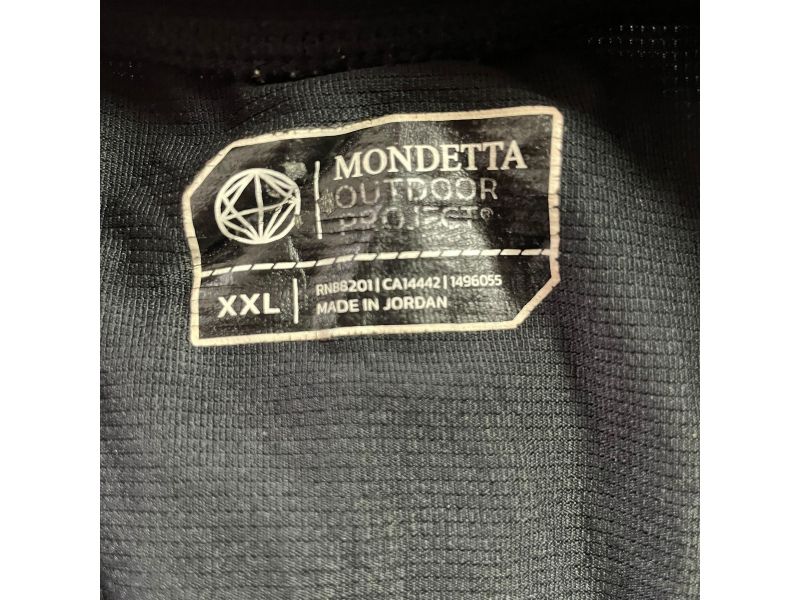 MONDETTA
OUTDOOR
PROJECT®
XXL
RN88201 | CA14442 | 1496055
MADE IN JORDAN